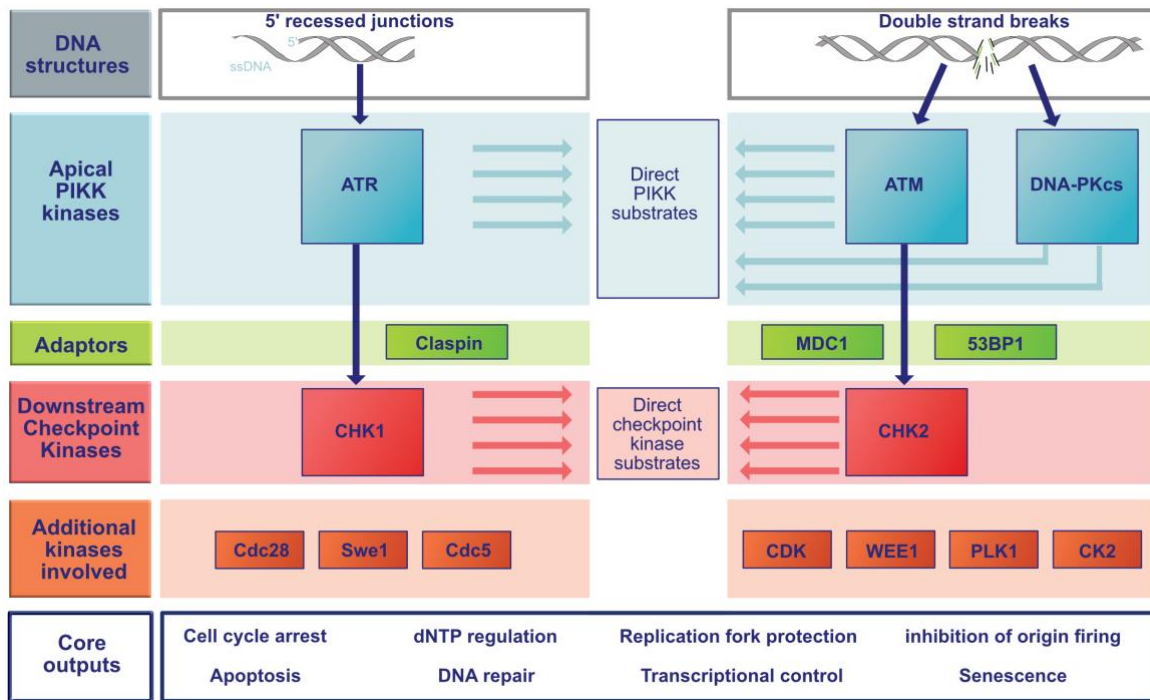 DNA
structures
5' recessed junctions
5'
ssDNA
Double strand breaks
Apical
PIKK
kinases
ATR
Direct
PIKK
substrates
ATM
DNA-PKcs
Adaptors
Claspin
MDC1
53BP1
Downstream
Checkpoint
Kinases
CHK1
Direct
checkpoint
kinase
substrates
CHK2
Additional
kinases
involved
Cdc28
Swe1
Cdc5
CDK
WEE1
PLK1
CK2
Core
outputs
Cell cycle arrest
dNTP regulation
Replication fork protection
inhibition of origin firing
Apoptosis
DNA repair
Transcriptional control
Senescence